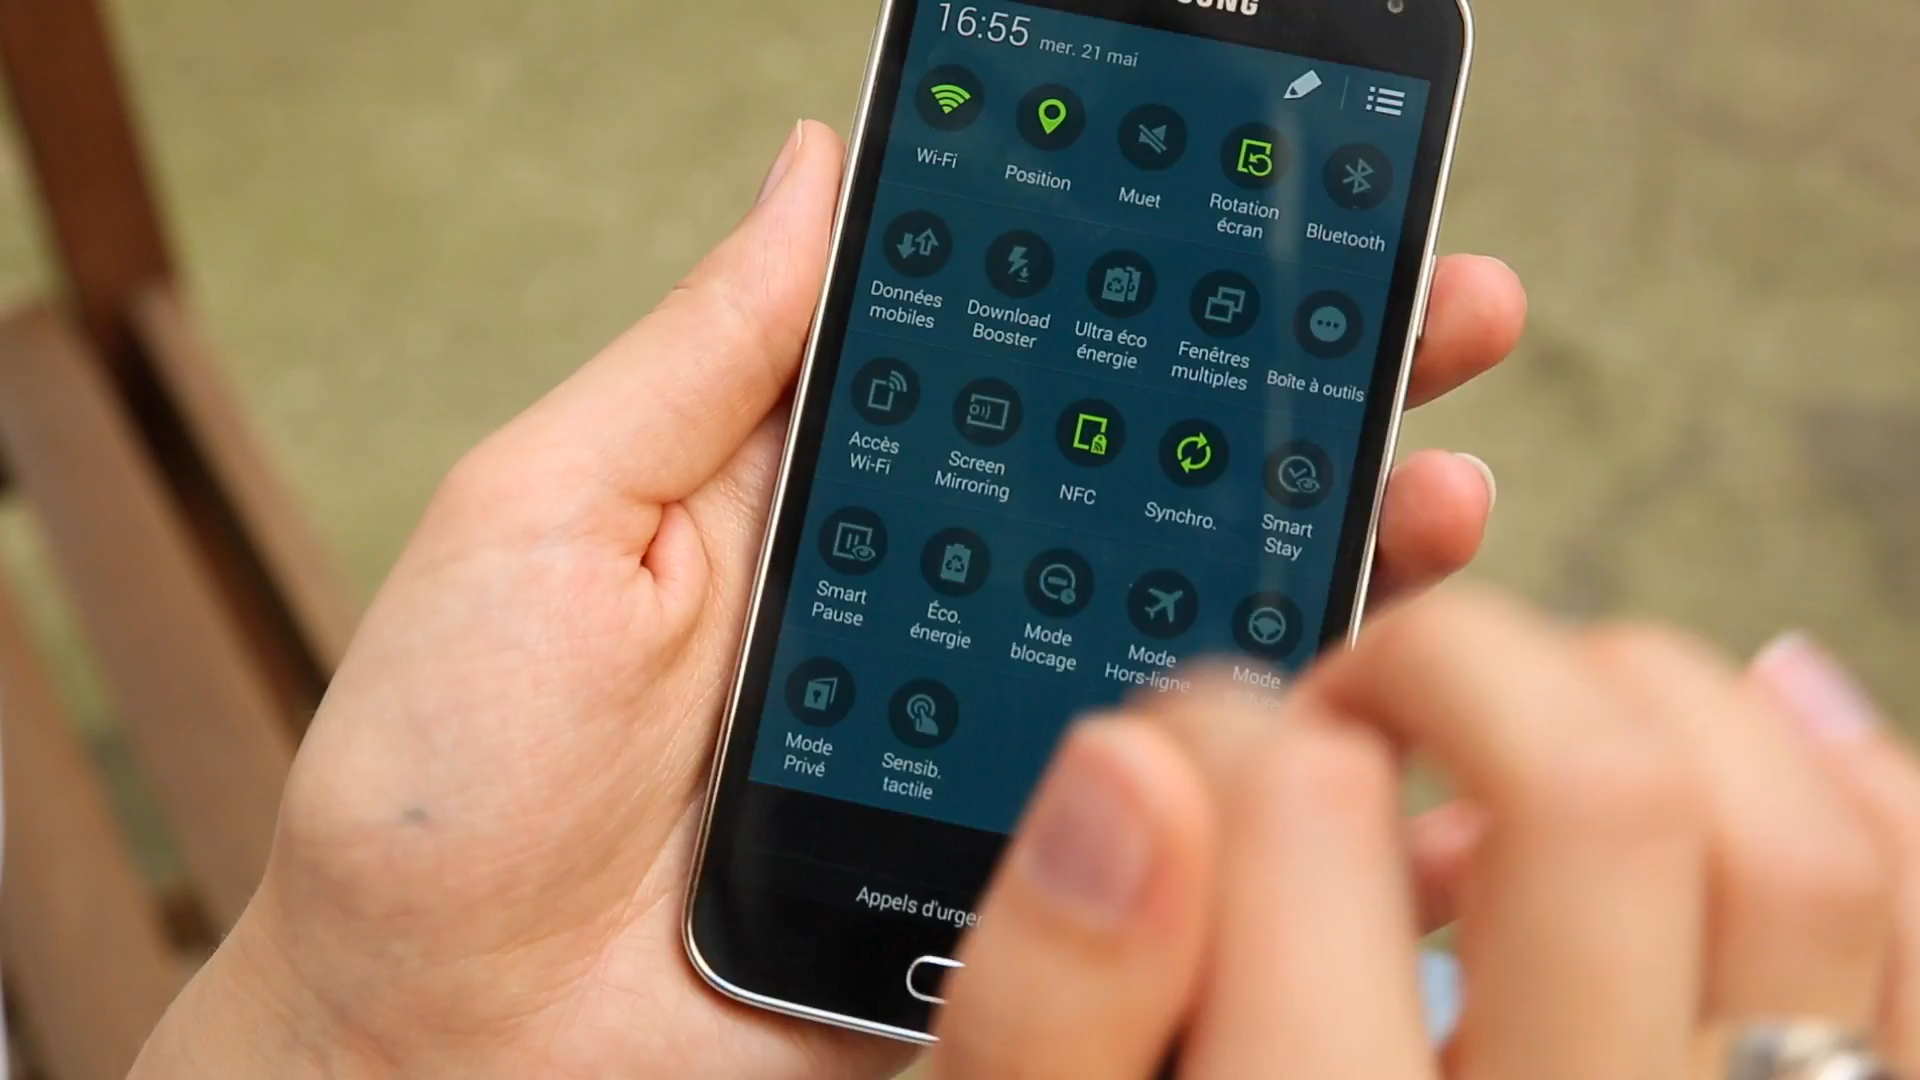 16:55 mer. 21 mai
Wi-Fi
Position
Muet
Rotation
écran
Bluetooth
Données
mobiles
Download
Booster
Ultra éco
énergie
Fenêtres
multiples
Boîte à outils
Accès
Wi-Fi
Screen
Mirroring
NFC
Synchro.
Smart
Stay
Smart
Pause
Éco.
énergie
Mode
blocage
Mode
Hors-ligne
Mode
Mode
Privé
Sensib.
tactile
Appels